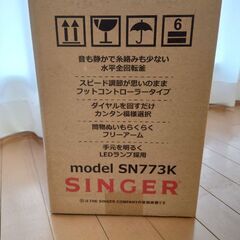 6
音も静かで糸絡みも少ない
水平全回転釜
スピード調節が思いのまま
フットコントローラータイプ
ダイヤルを回すだけ
カンタン模様選択
筒物ぬいもらくらく
フリーアーム
手元を明るく
LEDランプ採用
model SN773K
SINGER